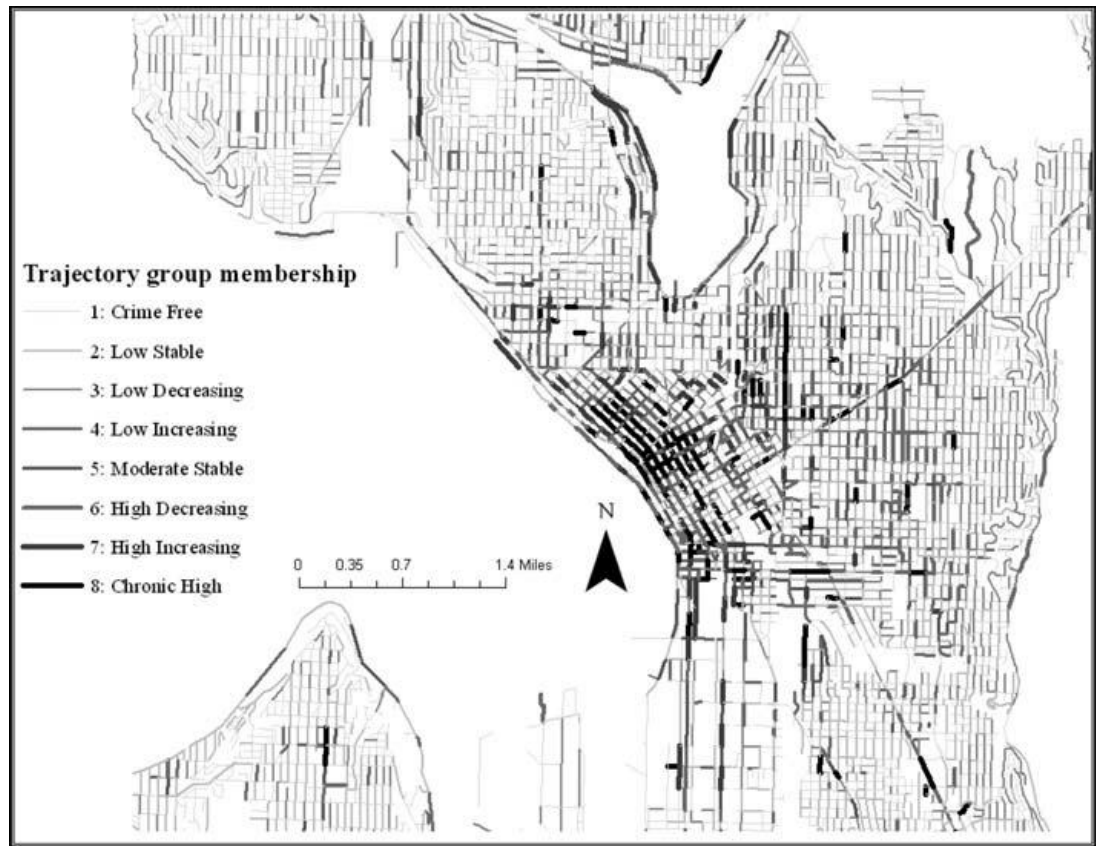 Trajectory group membership
1: Crime Free
2: Low Stable
3: Low Decreasing
4: Low Increasing
5: Moderate Stable
6: High Decreasing
7: High Increasing
8: Chronic High
N
0 0.35 0.7 1.4 Miles